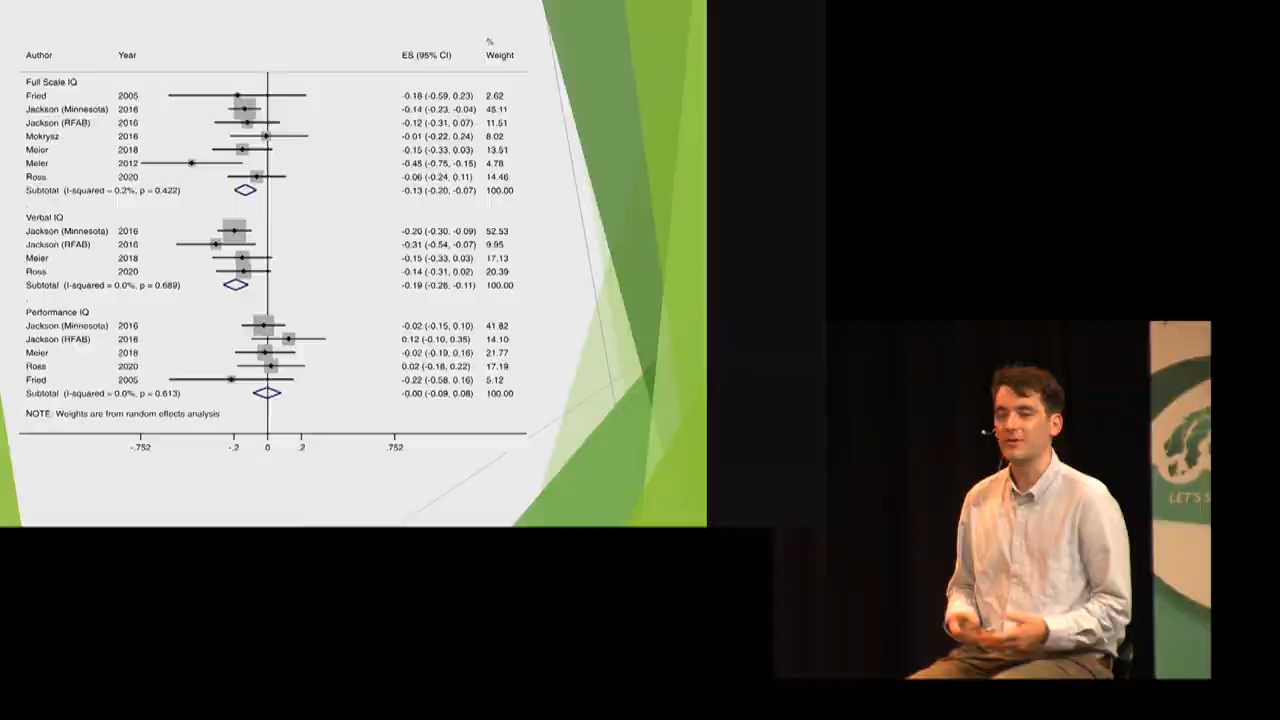 %
Author Year ES (95% CI) Weight
Full Scale IQ
Fried 2005 -0.18 (-0.59, 0.23) 2.62
Jackson (Minnesota) 2016 -0.14 (-0.23, -0.04) 45.11
Jackson (RFAB) 2016 -0.12 (-0.31, 0.07) 11.51
Mokrysz 2016 -0.01 (-0.22, 0.24) 8.02
Meier 2018 -0.15 (-0.33, 0.03) 13.51
Meier 2012 -0.45 (-0.75, -0.15) 4.78
Ross 2020 -0.06 (-0.24, 0.11) 14.46
Subtotal (I-squared = 0.2%, p = 0.422) -0.13 (-0.20, -0.07) 100.00
.
Verbal IQ
Jackson (Minnesota) 2016 -0.20 (-0.30, -0.09) 52.53
Jackson (RFAB) 2016 -0.31 (-0.54, -0.07) 9.95
Meier 2018 -0.15 (-0.33, 0.03) 17.13
Ross 2020 -0.14 (-0.31, 0.02) 20.39
Subtotal (I-squared = 0.0%, p = 0.689) -0.19 (-0.26, -0.11) 100.00
.
Performance IQ
Jackson (Minnesota) 2016 -0.02 (-0.15, 0.10) 41.82
Jackson (RFAB) 2016 0.12 (-0.10, 0.35) 14.10
Meier 2018 -0.02 (-0.19, 0.16) 21.77
Ross 2020 0.02 (-0.18, 0.22) 17.19
Fried 2005 -0.22 (-0.58, 0.16) 5.12
Subtotal (I-squared = 0.0%, p = 0.613) -0.00 (-0.09, 0.08) 100.00
NOTE: Weights are from random effects analysis
-.752 -.2 0 .2 .752
LET'S